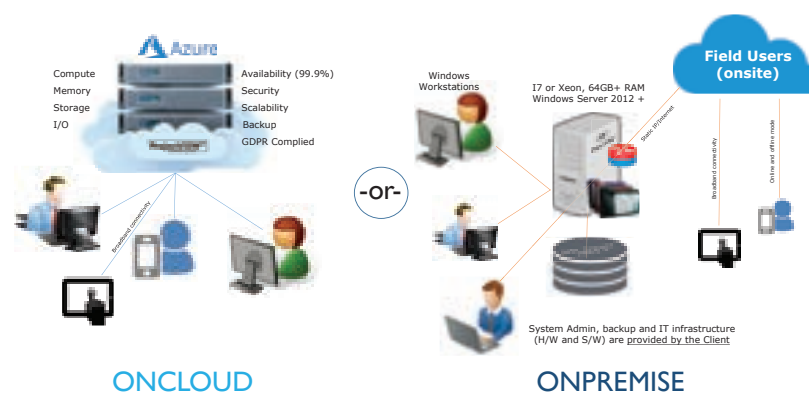 Azure
Compute
Memory
Storage
I/O
Availability (99.9%)
Security
Scalability
Backup
GDPR Complied
Broadband connectivity
ONCLOUD
-or-
Windows
Workstations
I7 or Xeon, 64GB+ RAM
Windows Server 2012 +
Static IP/Internet
Field Users
(onsite)
Broadband connectivity
Online and offline mode
System Admin, backup and IT infrastructure
(H/W and S/W) are provided by the Client
ONPREMISE